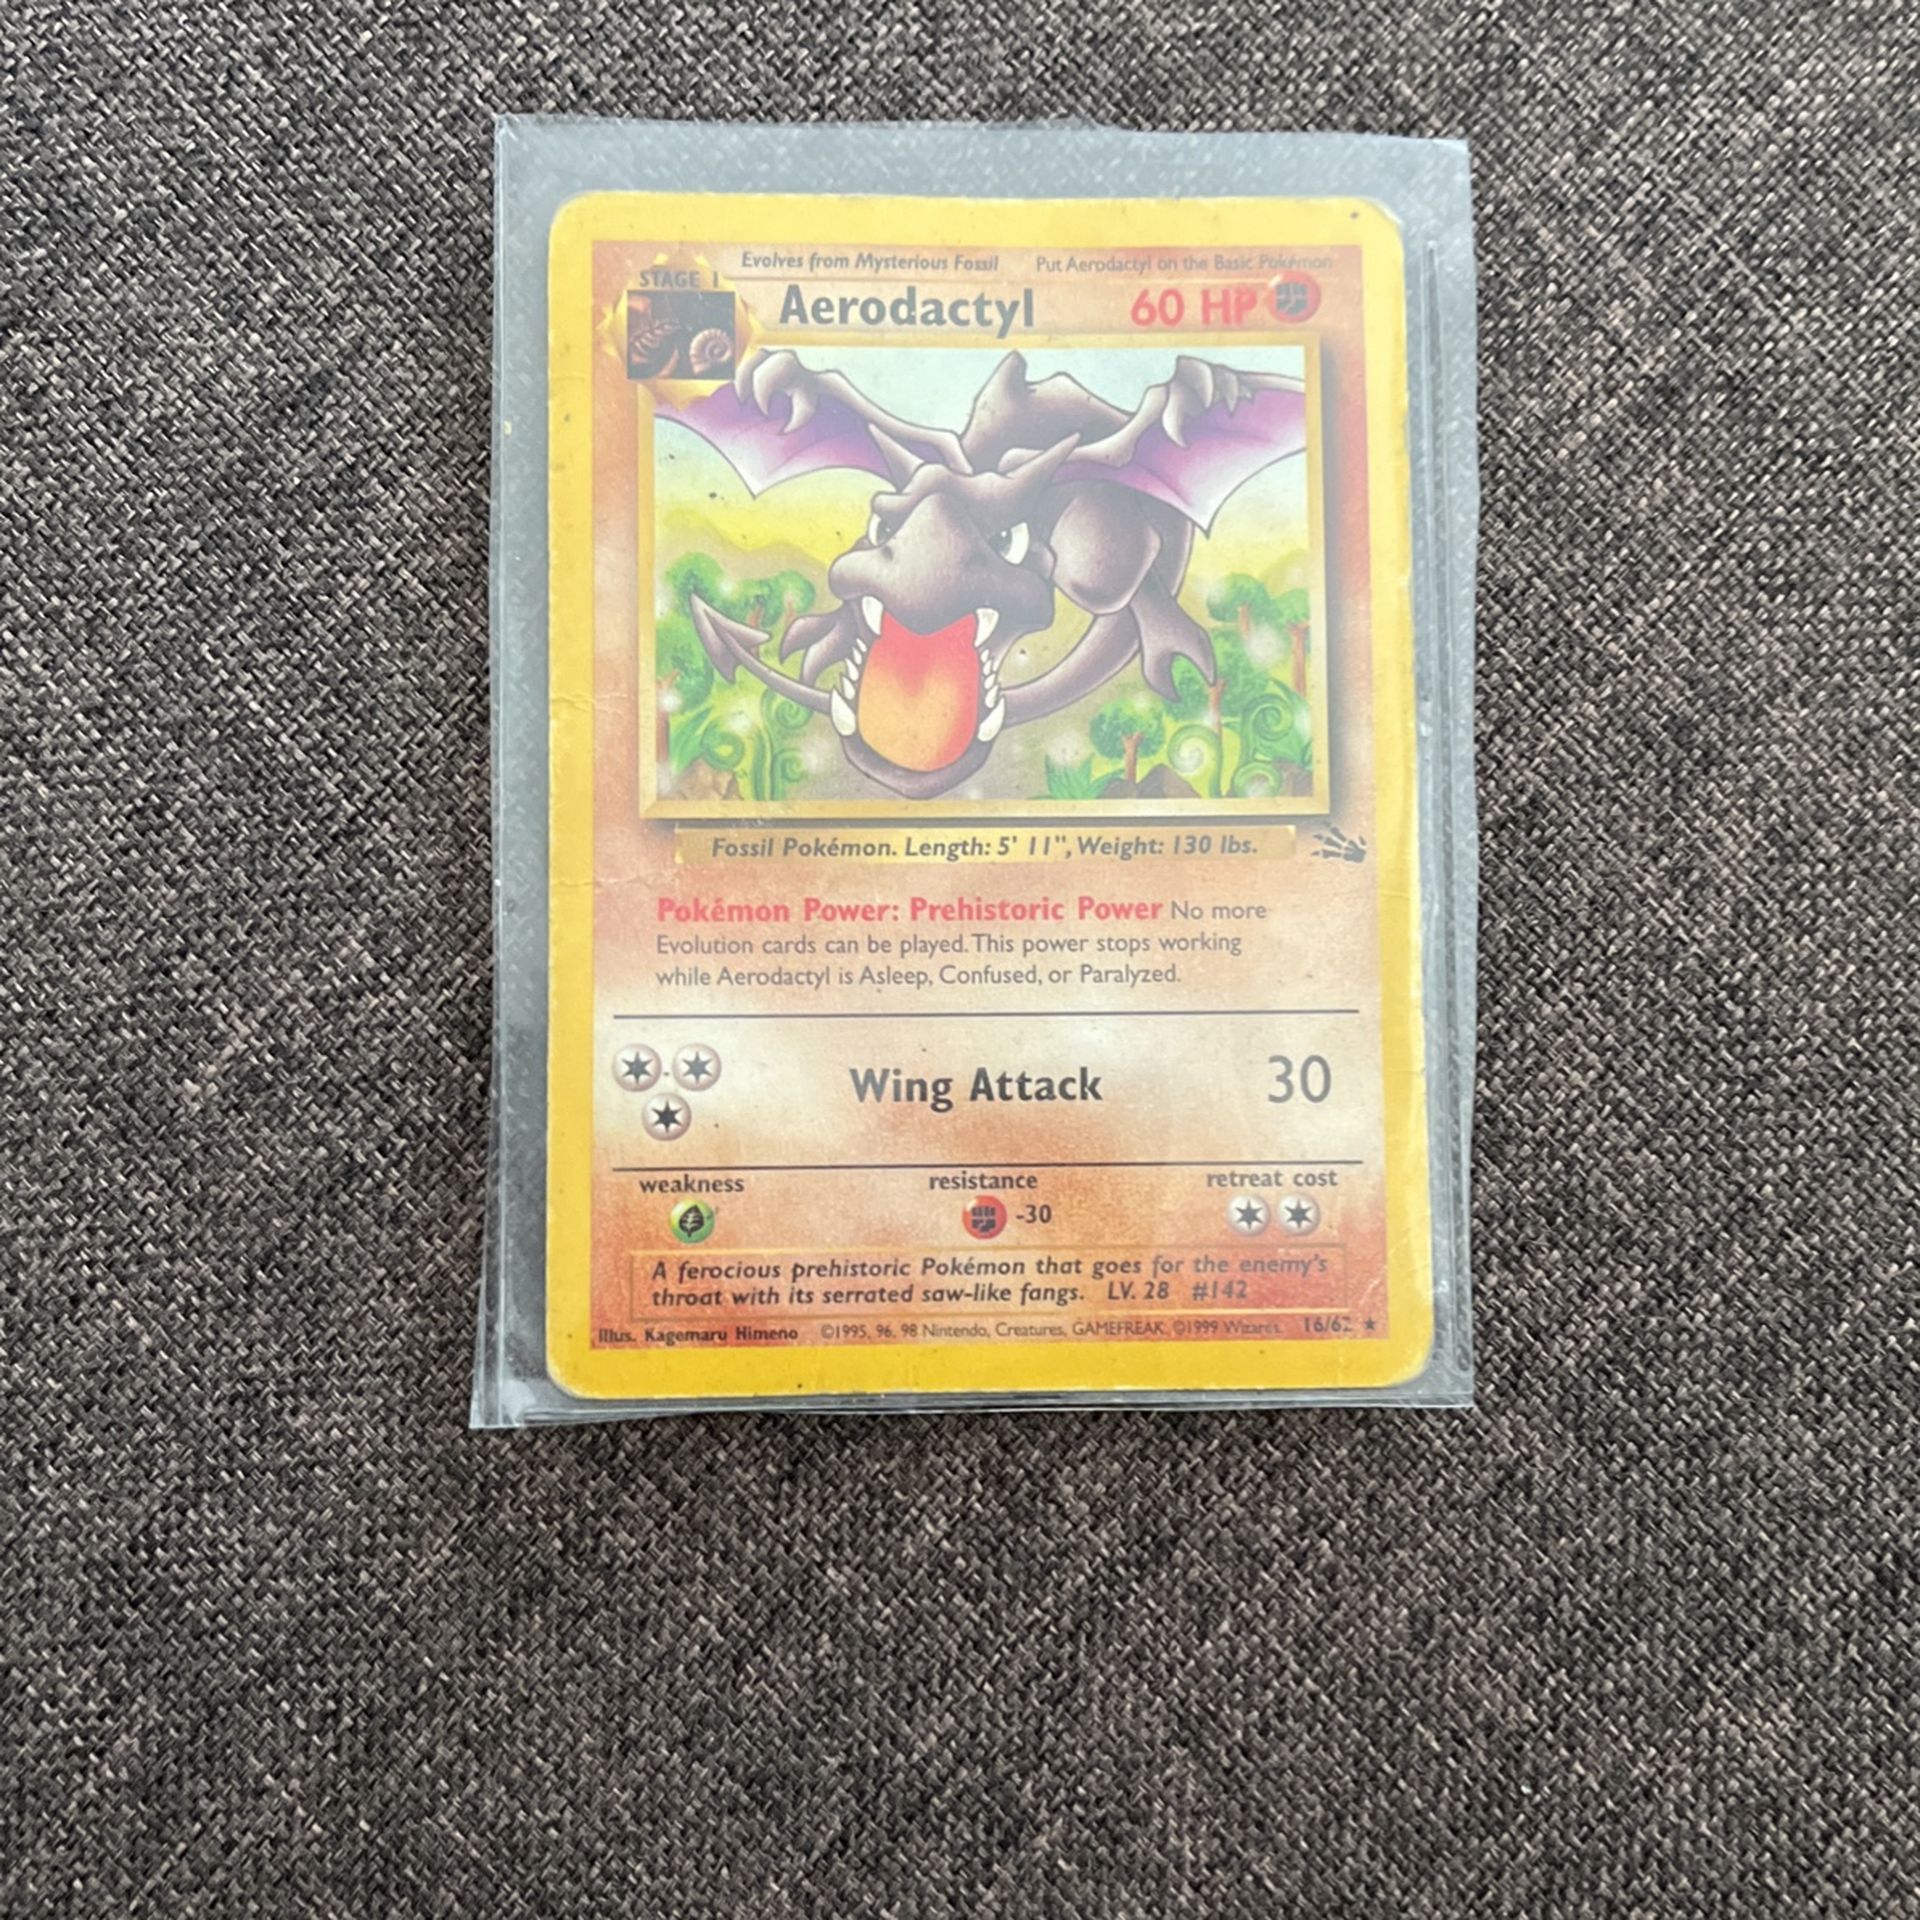 Evolves from Mysterious Fossil Put Aerodactyl on the Basic Pokémon
STAGE 1
Aerodactyl 60 HP
Fossil Pokémon. Length: 5' 11", Weight: 130 lbs.
Pokémon Power: Prehistoric Power No more
Evolution cards can be played. This power stops working
while Aerodactyl is Asleep, Confused, or Paralyzed.
Wing Attack 30
weakness resistance retreat cost
-30
A ferocious prehistoric Pokémon that goes for the enemy's
throat with its serrated saw-like fangs. LV. 28 #142
Illus. Kagemaru Himeno ©1995, 96, 98 Nintendo, Creatures, GAMEFREAK. ©1999 Wizards. 16/62